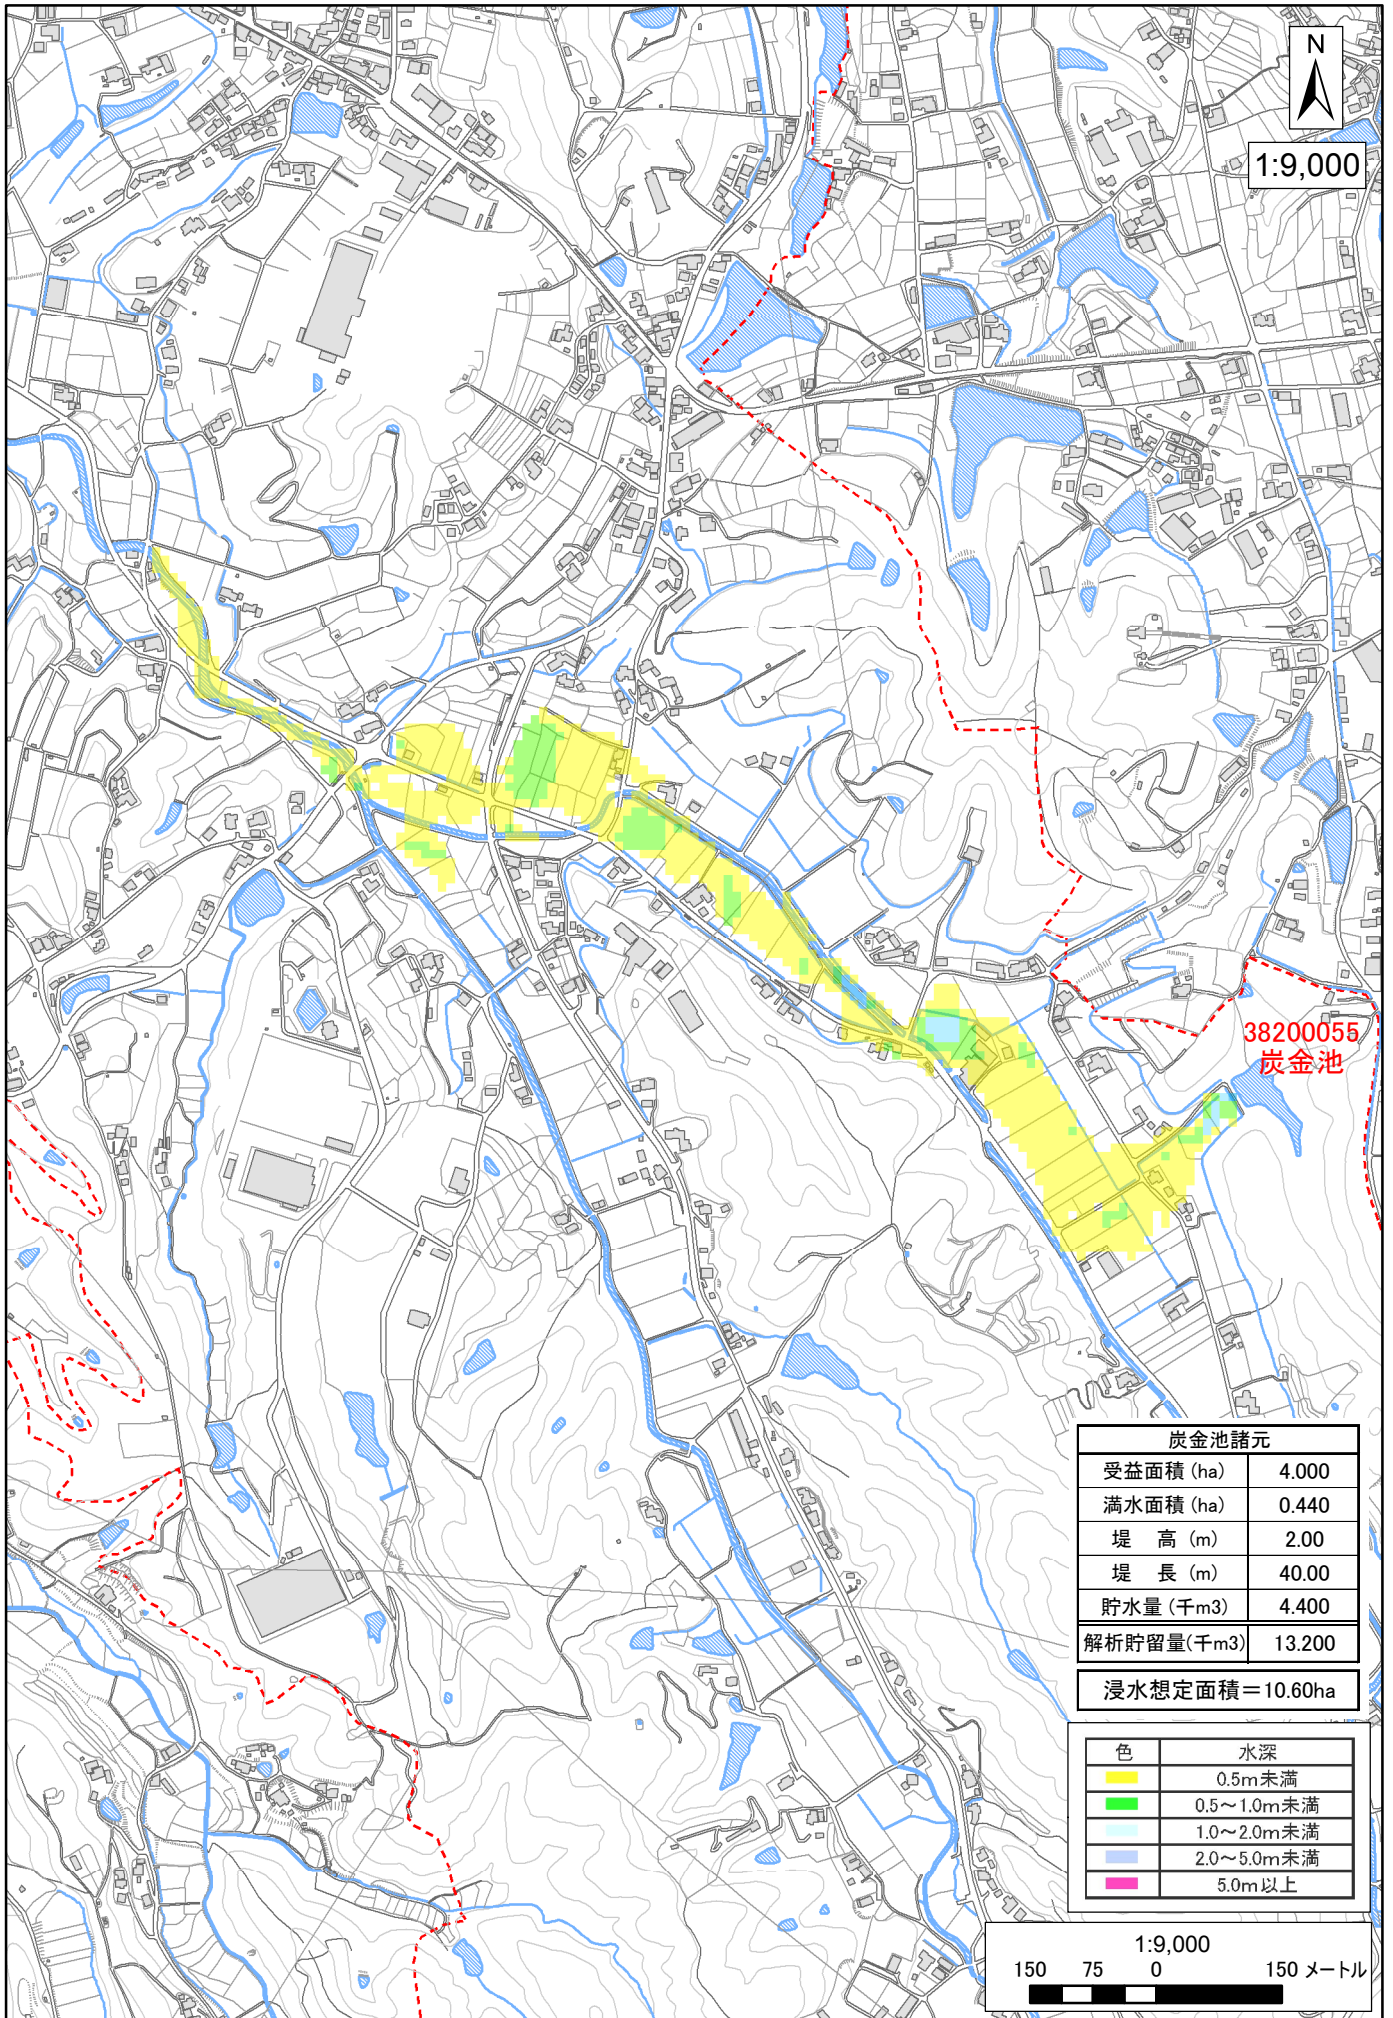 N
1:9,000
38200055
炭金池
炭金池諸元
受益面積 (ha) 4.000
満水面積 (ha) 0.440
堤 高 (m) 2.00
堤 長 (m) 40.00
貯水量 (千m3) 4.400
解析貯留量(千m3) 13.200
浸水想定面積=10.60ha
色 水深
0.5m未満
0.5～1.0m未満
1.0～2.0m未満
2.0～5.0m未満
5.0m以上
1:9,000
150 75 0 150 メートル